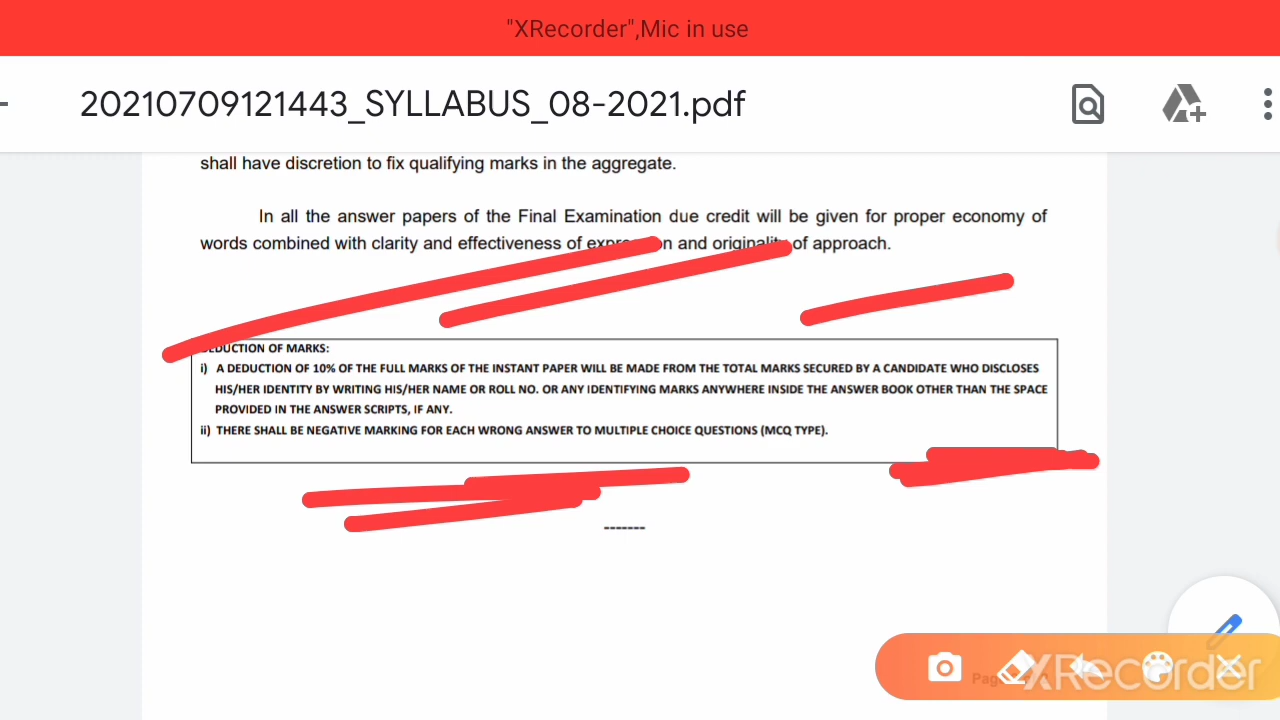 "XRecorder",Mic in use
20210709121443_SYLLABUS_08-2021.pdf
shall have discretion to fix qualifying marks in the aggregate.
In all the answer papers of the Final Examination due credit will be given for proper economy of
words combined with clarity and effectiveness of expression and originality of approach.
DEDUCTION OF MARKS:
i) A DEDUCTION OF 10% OF THE FULL MARKS OF THE INSTANT PAPER WILL BE MADE FROM THE TOTAL MARKS SECURED BY A CANDIDATE WHO DISCLOSES
HIS/HER IDENTITY BY WRITING HIS/HER NAME OR ROLL NO. OR ANY IDENTIFYING MARKS ANYWHERE INSIDE THE ANSWER BOOK OTHER THAN THE SPACE
PROVIDED IN THE ANSWER SCRIPTS, IF ANY.
ii) THERE SHALL BE NEGATIVE MARKING FOR EACH WRONG ANSWER TO MULTIPLE CHOICE QUESTIONS (MCQ TYPE).
-------
XRecorder